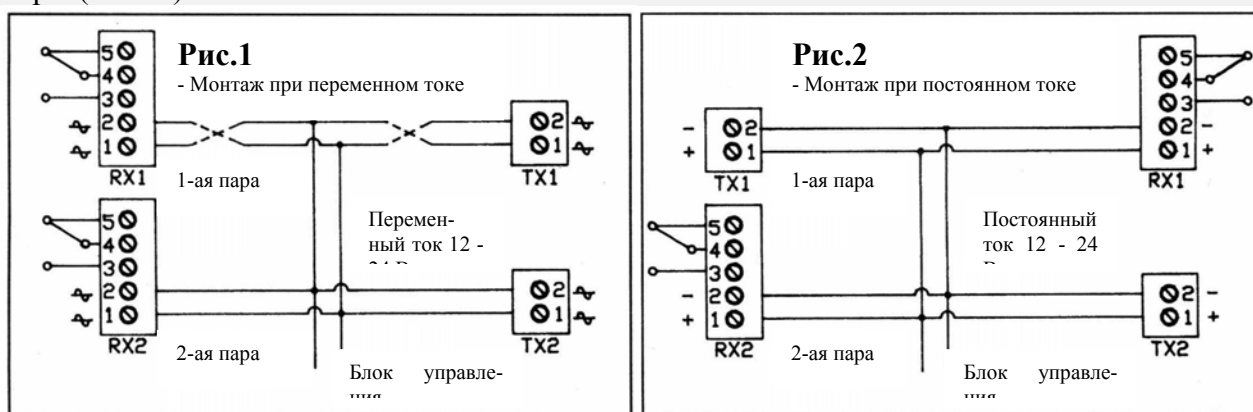 Рис.1
- Монтаж при переменном токе
5
4
3
2
1
RX1
2
1
TX1
1-ая пара
Перемен-
ный ток 12 -
5
4
3
2
1
RX2
2
1
TX2
2-ая пара
Блок управле-
ния
Рис.2
- Монтаж при постоянном токе
- 2
+ 1
TX1
5
4
3
2 -
1 +
RX1
1-ая пара
Постоянный
ток 12 - 24
5
4
3
- 2
+ 1
RX2
2 -
1 +
TX2
2-ая пара
Блок управле-
ния